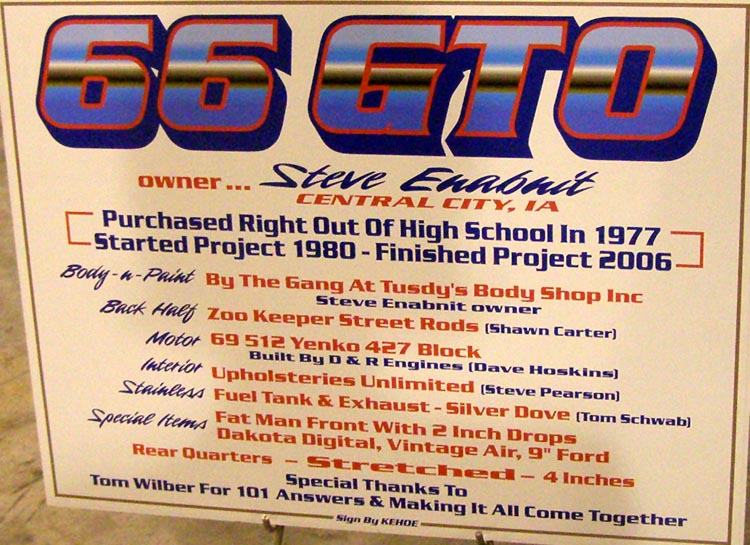 66 GTO
owner... Steve Enabnit
CENTRAL CITY, IA
Purchased Right Out Of High School In 1977
Started Project 1980 - Finished Project 2006
Body-n-Paint By The Gang At Tusdy's Body Shop Inc
Steve Enabnit owner
Back Half Zoo Keeper Street Rods (Shawn Carter)
Motor 69 512 Yenko 427 Block
Built By D & R Engines (Dave Hoskins)
Interior Upholsteries Unlimited (Steve Pearson)
Stainless Fuel Tank & Exhaust - Silver Dove (Tom Schwab)
Special Items Fat Man Front With 2 Inch Drops
Dakota Digital, Vintage Air, 9" Ford
Rear Quarters - Stretched - 4 Inches
Special Thanks To
Tom Wilber For 101 Answers & Making It All Come Together
Sign By KEHOE